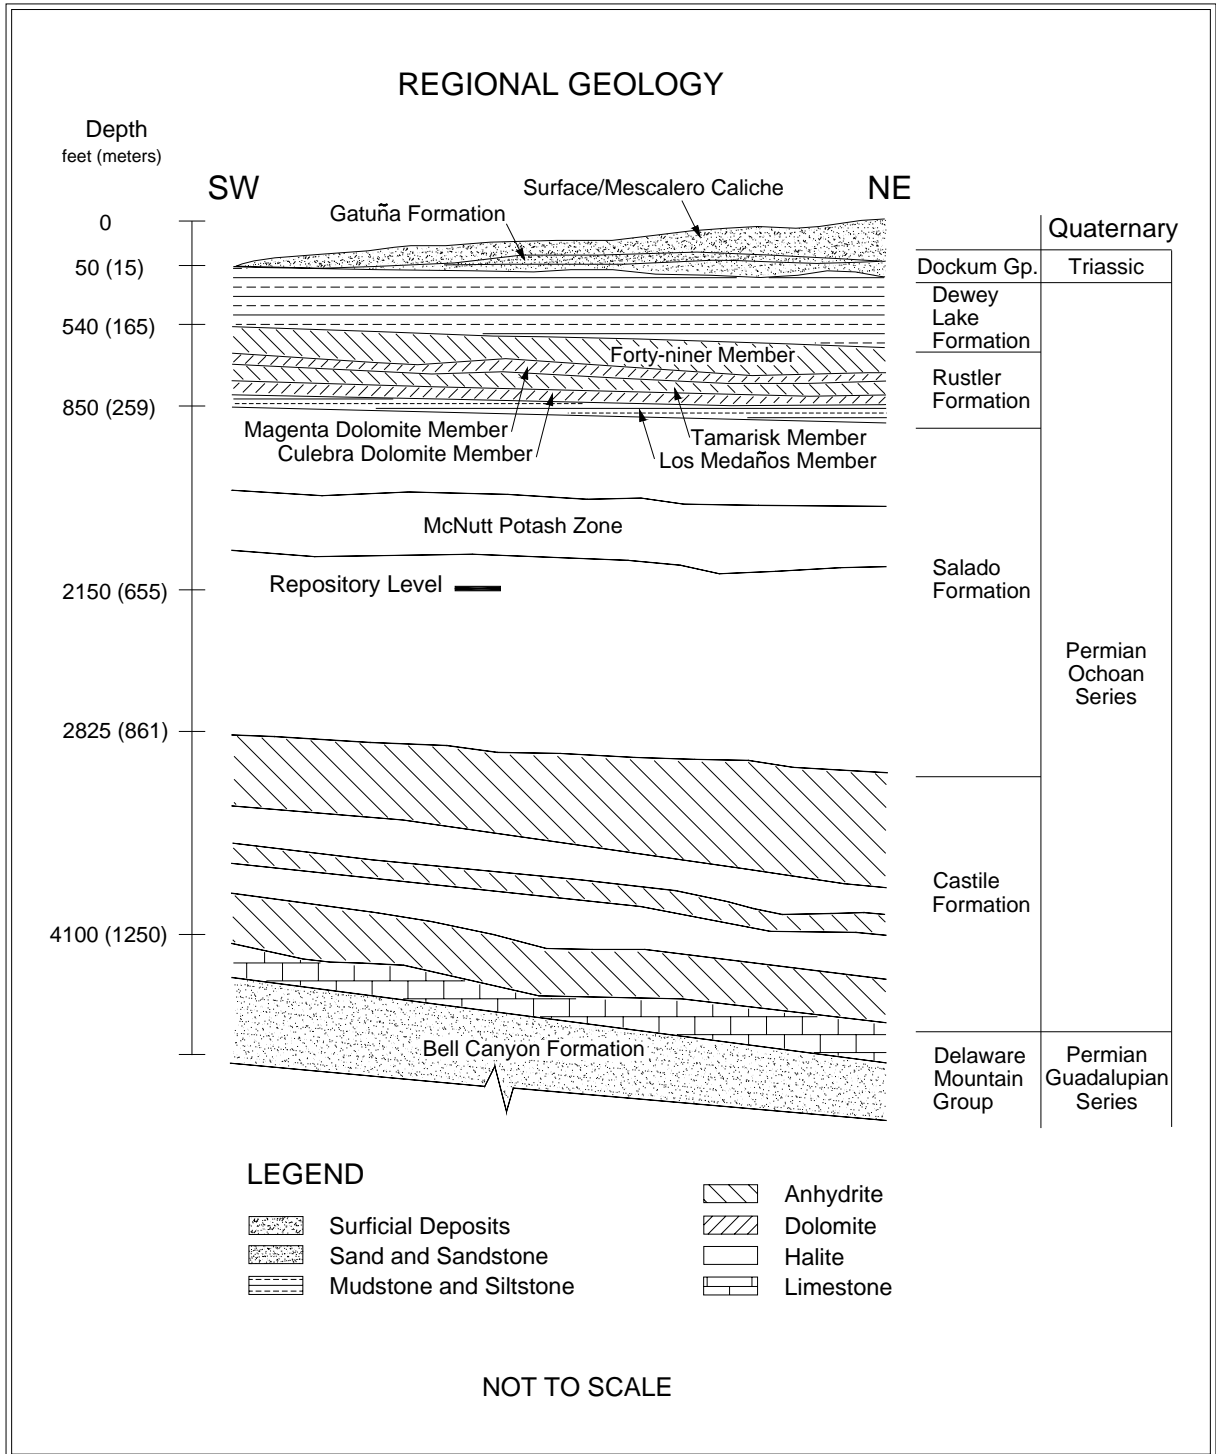 REGIONAL GEOLOGY
Depth
feet (meters)
SW
NE
Surface/Mescalero Caliche
Gatuña Formation
0
50 (15)
540 (165)
850 (259)
2150 (655)
2825 (861)
4100 (1250)
Forty-niner Member
Magenta Dolomite Member
Culebra Dolomite Member
Tamarisk Member
Los Medaños Member
McNutt Potash Zone
Repository Level
Bell Canyon Formation
Quaternary
Dockum Gp.
Triassic
Dewey
Lake
Formation
Rustler
Formation
Salado
Formation
Permian
Ochoan
Series
Castile
Formation
Delaware
Mountain
Group
Permian
Guadalupian
Series
LEGEND
Surficial Deposits
Sand and Sandstone
Mudstone and Siltstone
Anhydrite
Dolomite
Halite
Limestone
NOT TO SCALE